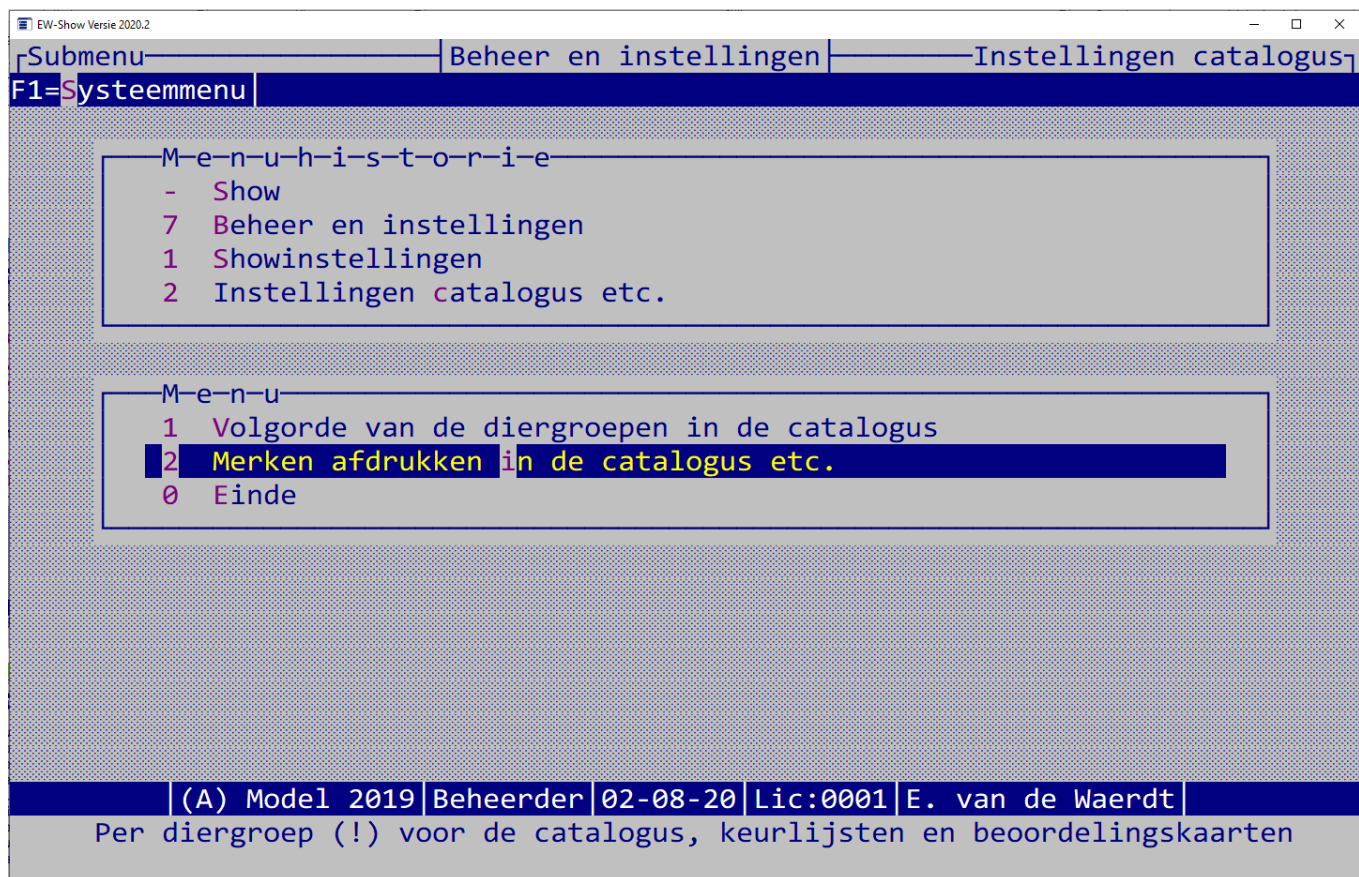 EW-Show Versie 2020.2
Submenu Beheer en instellingen Instellingen catalogus
F1=Systeemmenu
M-e-n-u-h-i-s-t-o-r-i-e
- Show
7 Beheer en instellingen
1 Showinstellingen
2 Instellingen catalogus etc.
M-e-n-u
1 Volgorde van de diergroepen in de catalogus
2 Merken afdrukken in de catalogus etc.
0 Einde
(A) Model 2019|Beheerder|02-08-20|Lic:0001|E. van de Waerdt|
Per diergroep (!) voor de catalogus, keurlijsten en beoordelingskaarten